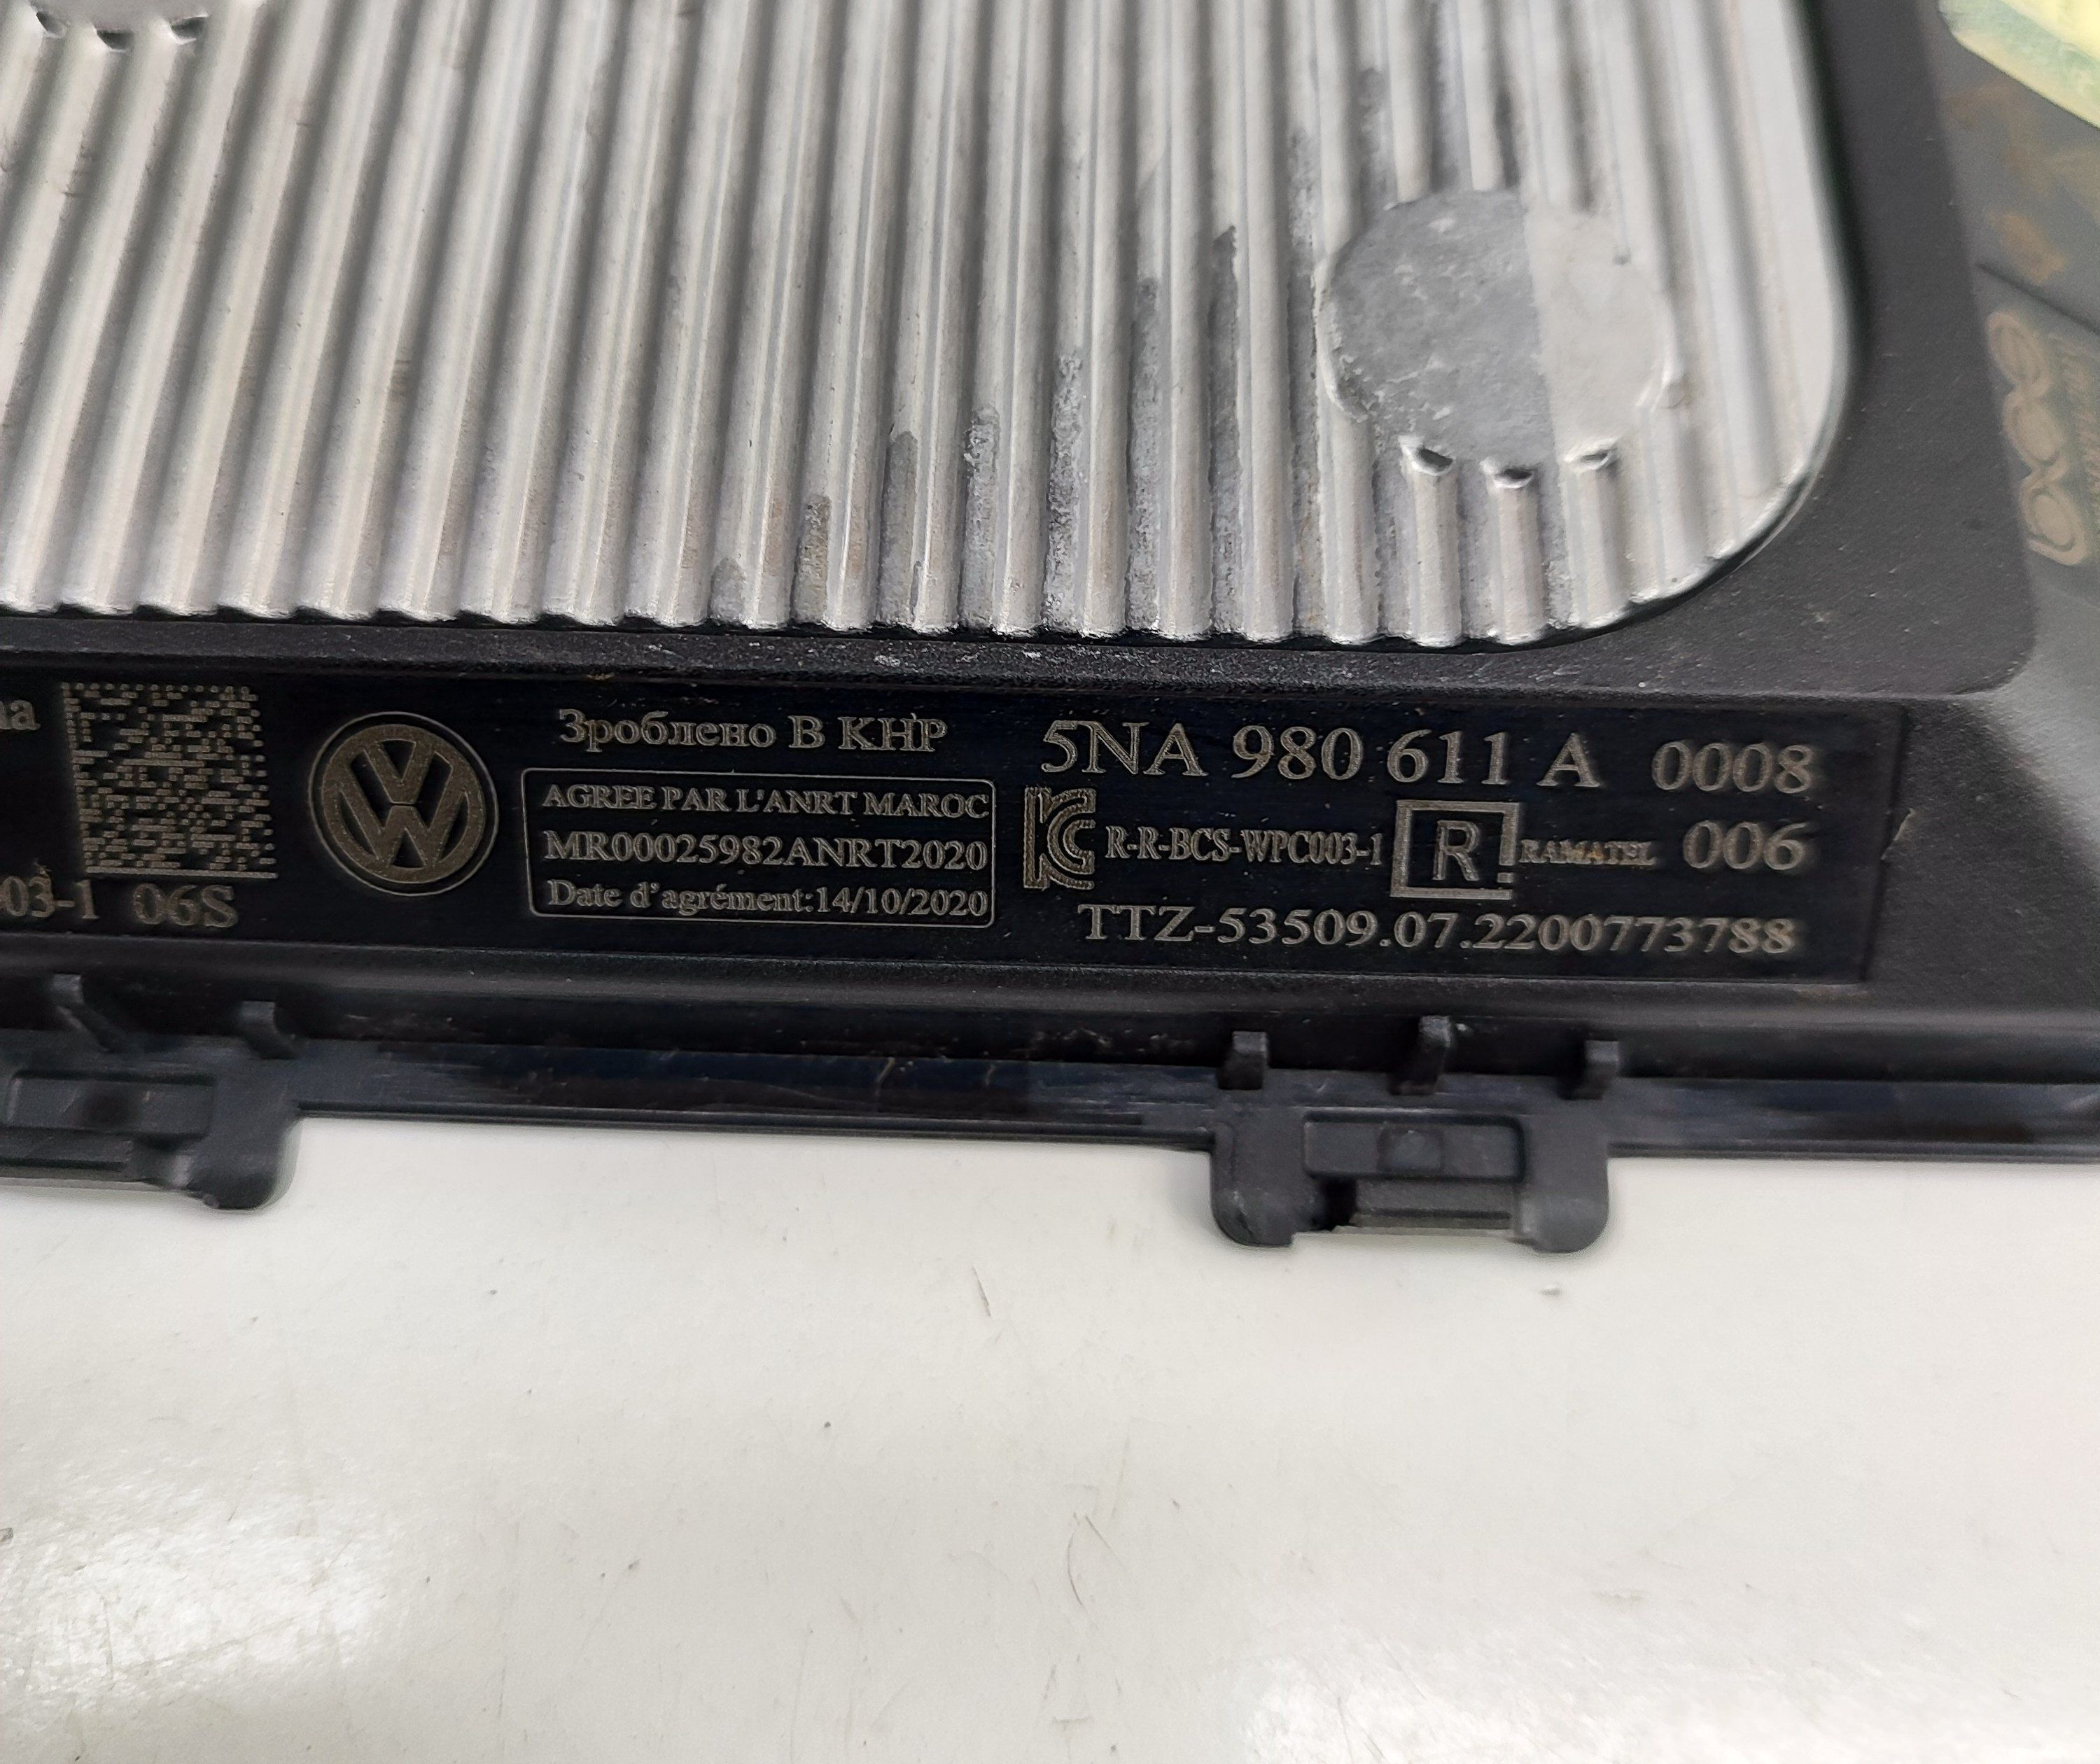 Зроблено В КНР
AGREE PAR L'ANRT MAROC
MR00025982ANRT2020
Date d'agrément:14/10/2020
5NA 980 611 A 0008
R-R-BCS-WPC003-1 R! RAMATEL 006
TTZ-53509.07.2200773788
03-1 06S